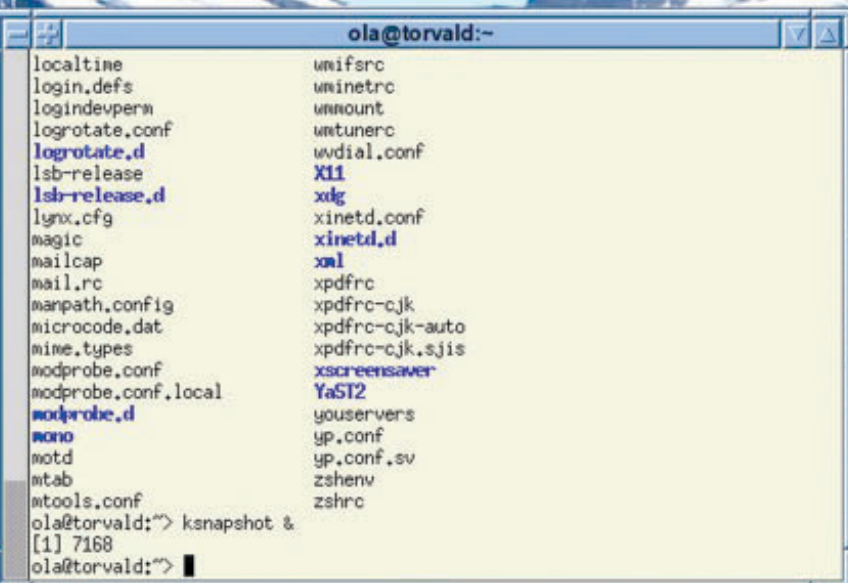 ola@torvald:~
localtime wmifsrc
login.defs wminetrc
logindevperm wmmount
logrotate.conf wmtunerc
logrotate.d wvdial.conf
lsb-release X11
lsb-release.d xdg
lynx.cfg xinetd.conf
magic xinetd.d
mailcap xml
mail.rc xpdfrc
manpath.config xpdfrc-cjk
microcode.dat xpdfrc-cjk-auto
mime.types xpdfrc-cjk.sjis
modprobe.conf xscreensaver
modprobe.conf.local YaST2
modprobe.d youservers
mono yp.conf
motd yp.conf.sv
mtab zshenv
mtools.conf zshrc
ola@torvald:~> ksnapshot &
[1] 7168
ola@torvald:~>